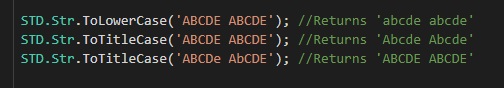 STD.Str.ToLowerCase('ABCDE ABCDE'); //Returns 'abcde abcde'
STD.Str.ToTitleCase('ABCDE ABCDE'); //Returns 'Abcde Abcde'
STD.Str.ToTitleCase('ABCDe AbCDE'); //Returns 'ABCDE ABCDE'